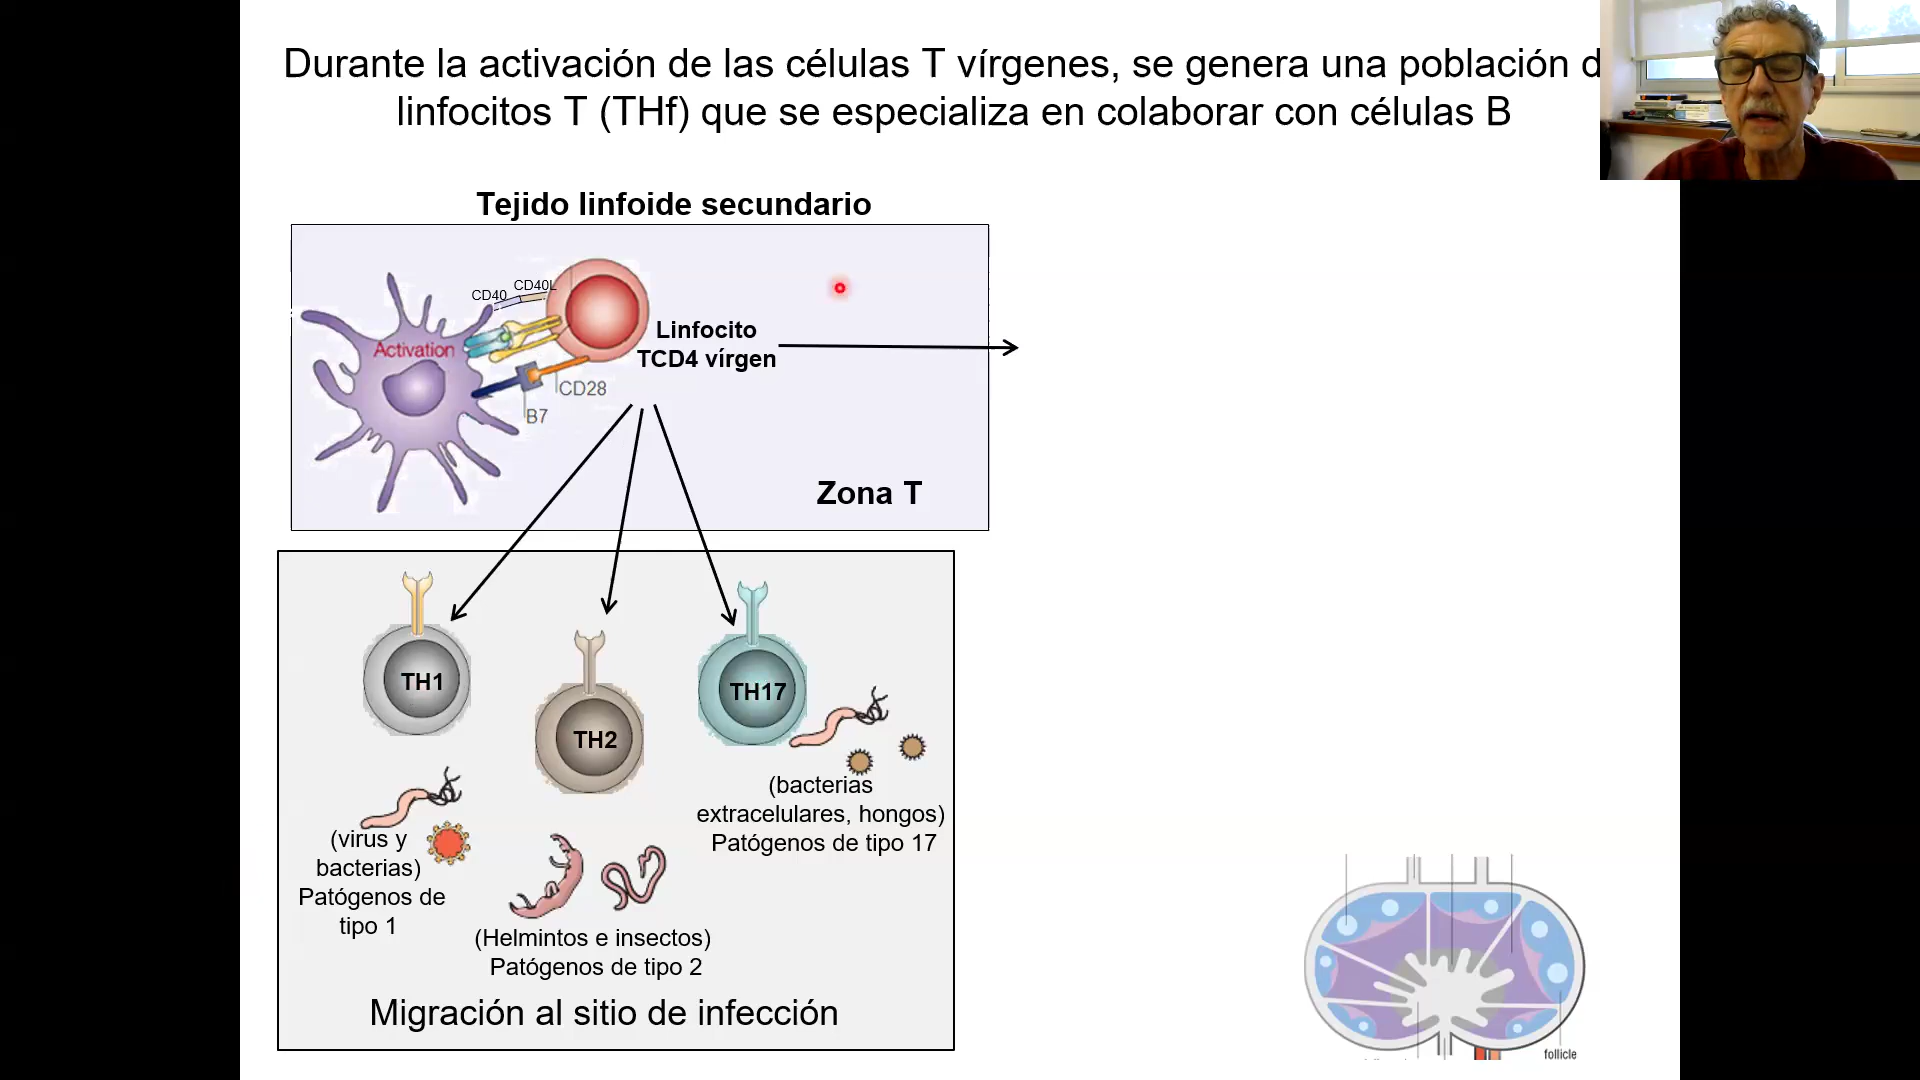 Durante la activación de las células T vírgenes, se genera una población d
linfocitos T (THf) que se especializa en colaborar con células B
Tejido linfoide secundario
CD40
CD40L
Activation
Linfocito
TCD4 vírgen
CD28
B7
Zona T
TH1
TH2
TH17
(virus y
bacterias)
Patógenos de
tipo 1
(Helmintos e insectos)
Patógenos de tipo 2
(bacterias
extracelulares, hongos)
Patógenos de tipo 17
Migración al sitio de infección
follicle